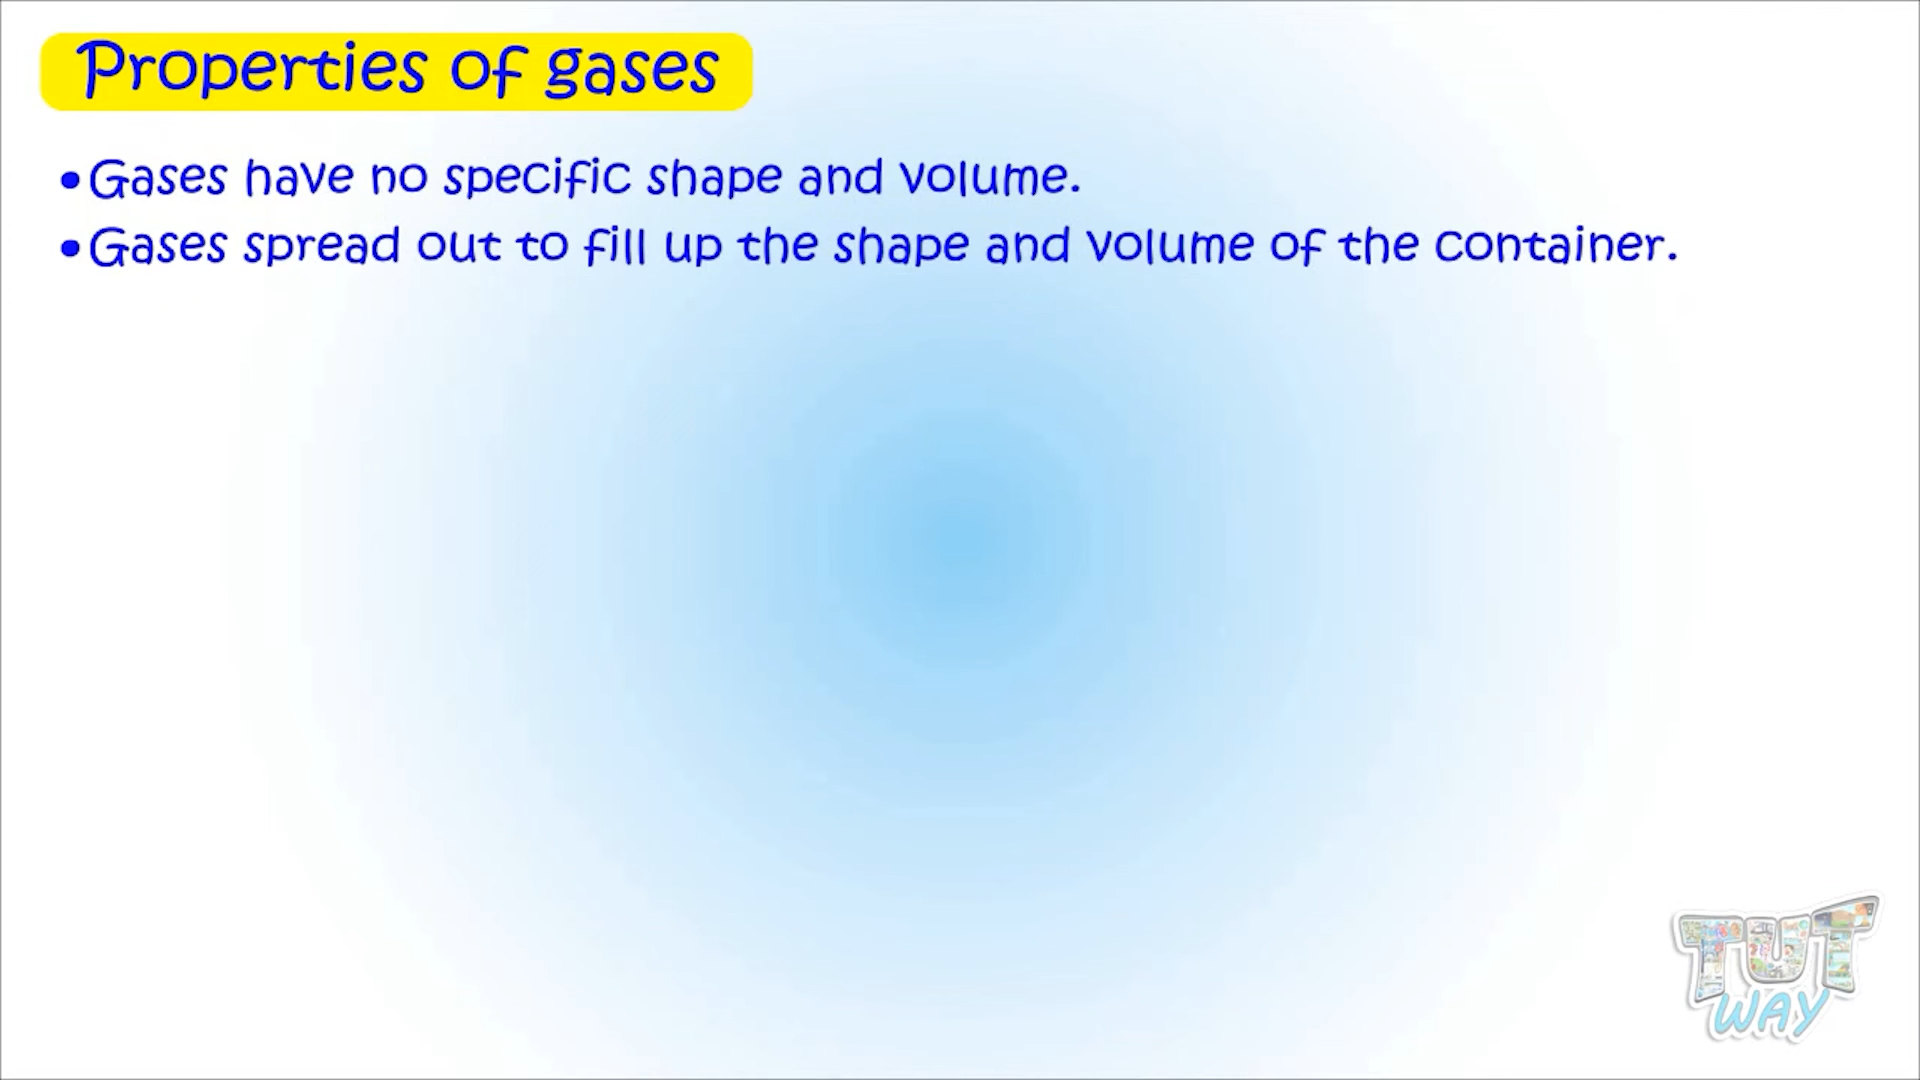 Properties of gases
•Gases have no specific shape and volume.
•Gases spread out to fill up the shape and volume of the container.
TUT
WAY